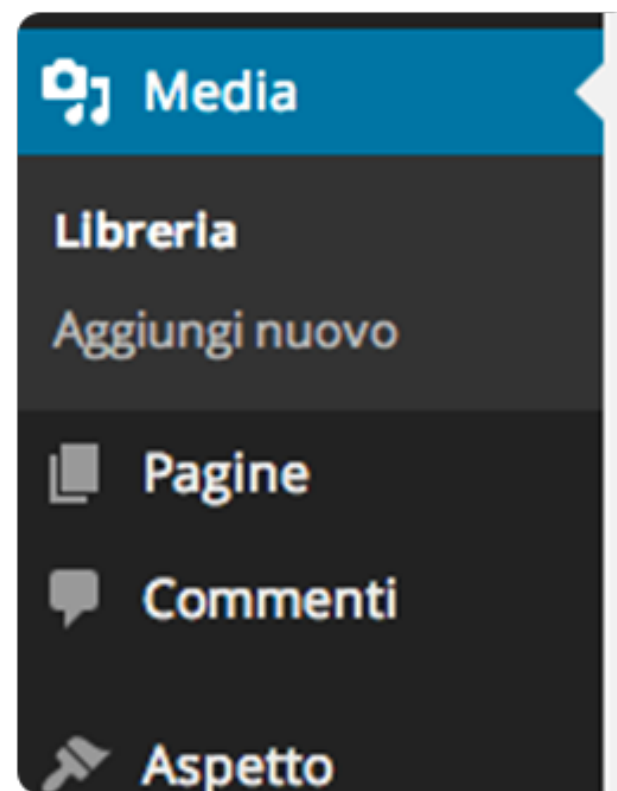 Media
Libreria
Aggiungi nuovo
Pagine
Commenti
Aspetto